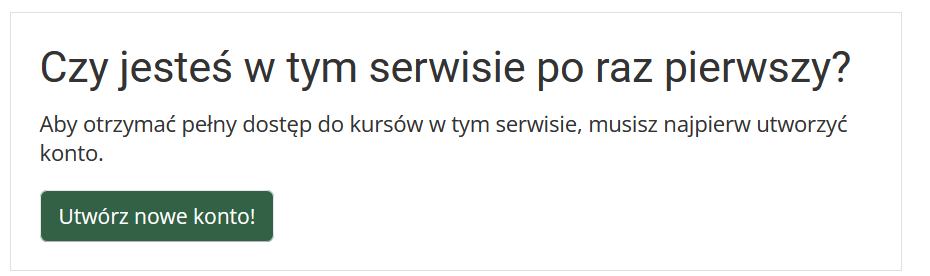 Czy jesteś w tym serwisie po raz pierwszy?
Aby otrzymać pełny dostęp do kursów w tym serwisie, musisz najpierw utworzyć
konto.
Utwórz nowe konto!